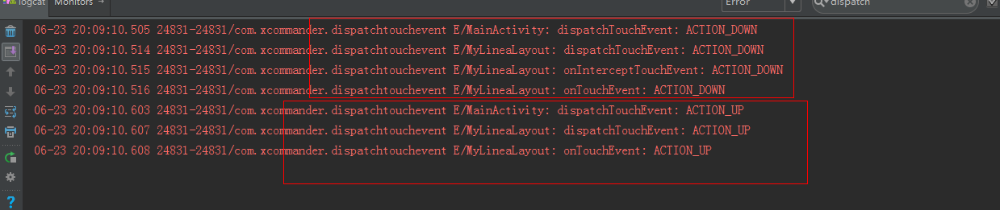 logcat Monitors →
Error
dispatch
06-23 20:09:10.505 24831-24831/com.xcommander.dispatchtouchevent E/MainActivity: dispatchTouchEvent: ACTION_DOWN
06-23 20:09:10.514 24831-24831/com.xcommander.dispatchtouchevent E/MyLineaLayout: dispatchTouchEvent: ACTION_DOWN
06-23 20:09:10.515 24831-24831/com.xcommander.dispatchtouchevent E/MyLineaLayout: onInterceptTouchEvent: ACTION_DOWN
06-23 20:09:10.516 24831-24831/com.xcommander.dispatchtouchevent E/MyLineaLayout: onTouchEvent: ACTION_DOWN
06-23 20:09:10.603 24831-24831/com.xcommander.dispatchtouchevent E/MainActivity: dispatchTouchEvent: ACTION_UP
06-23 20:09:10.607 24831-24831/com.xcommander.dispatchtouchevent E/MyLineaLayout: dispatchTouchEvent: ACTION_UP
06-23 20:09:10.608 24831-24831/com.xcommander.dispatchtouchevent E/MyLineaLayout: onTouchEvent: ACTION_UP